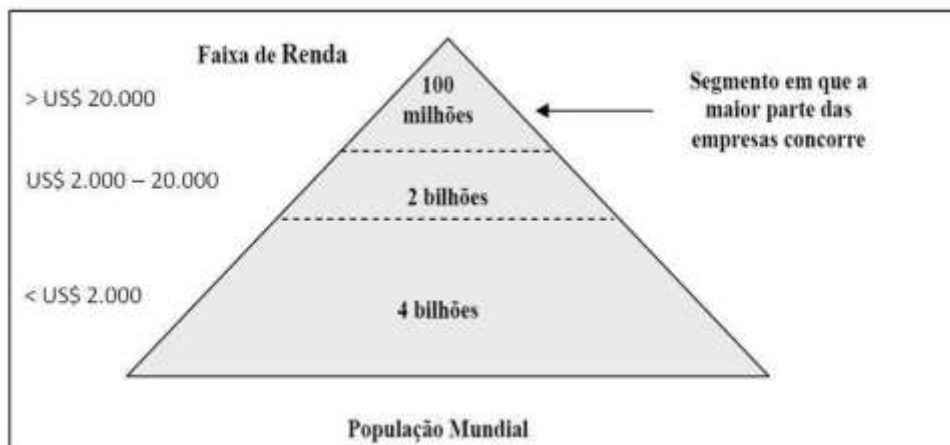 Faixa de Renda
> US$ 20.000
100
milhões
Segmento em que a
maior parte das
empresas concorre
US$ 2.000 – 20.000
2 bilhões
< US$ 2.000
4 bilhões
População Mundial